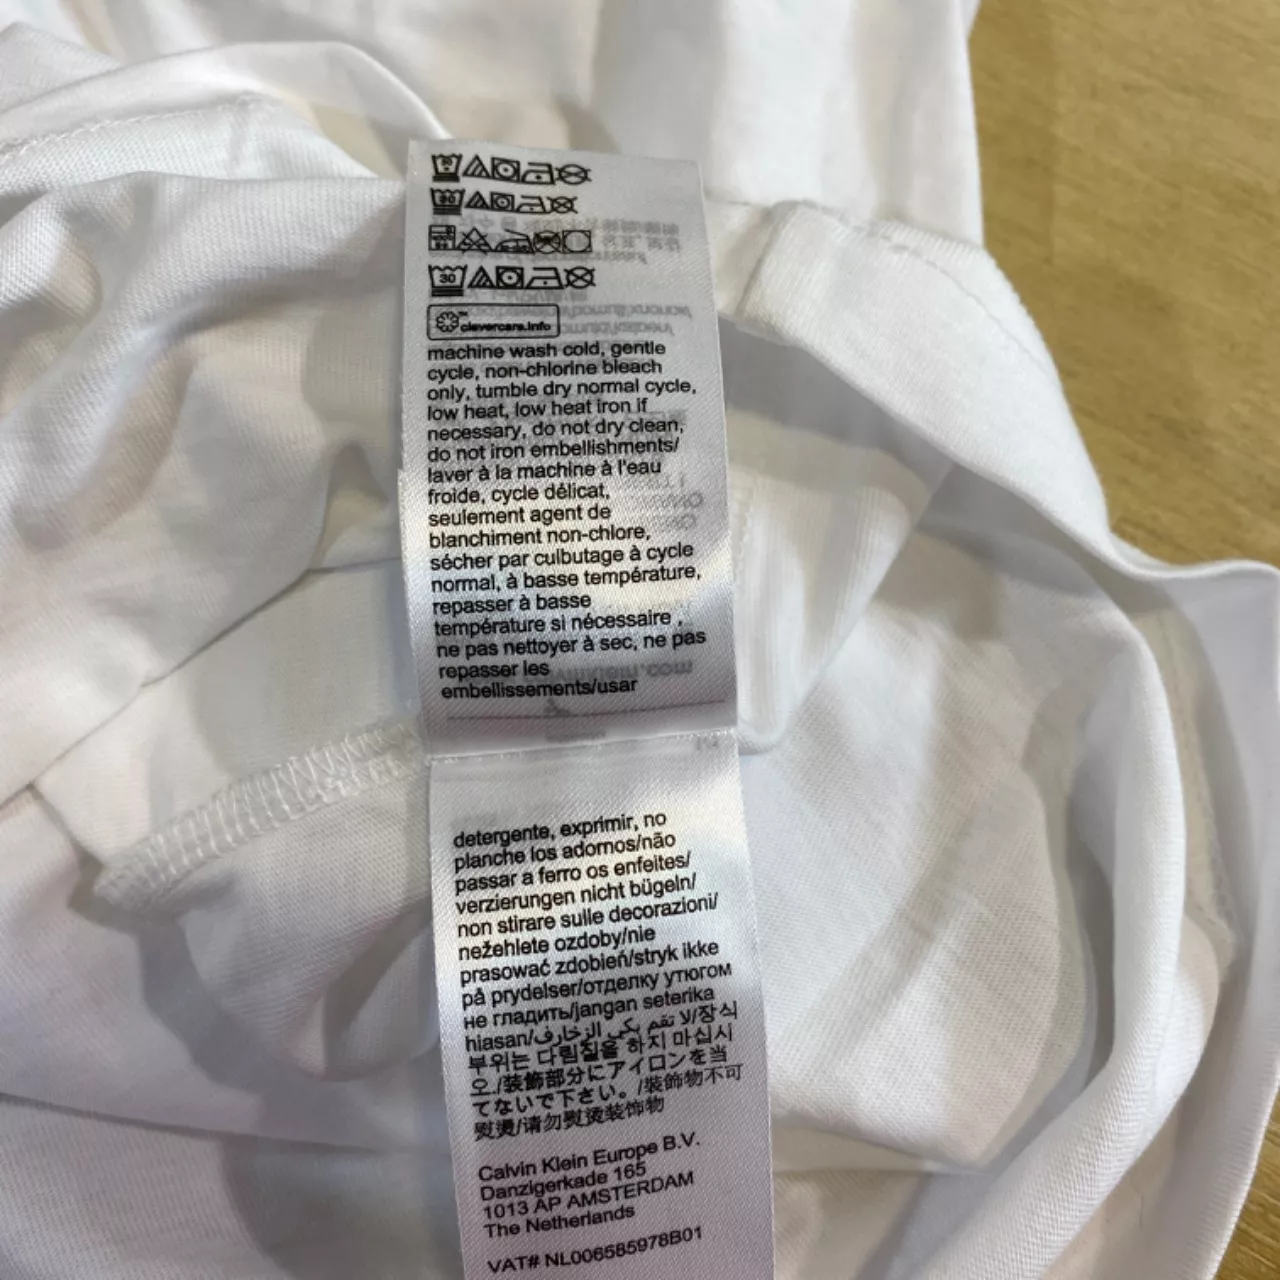 30
30
clevercare.info
machine wash cold, gentle
cycle, non-chlorine bleach
only, tumble dry normal cycle,
low heat, low heat iron if
necessary, do not dry clean,
do not iron embellishments/
laver à la machine à l'eau
froide, cycle délicat,
seulement agent de
blanchiment non-chlore,
sécher par culbutage à cycle
normal, à basse température,
repasser à basse
température si nécessaire ,
ne pas nettoyer à sec, ne pas
repasser les
embellissements/usar
detergente, exprimir, no
planche los adornos/não
passar a ferro os enfeites/
verzierungen nicht bügeln/
non stirare sulle decorazioni/
nežehlete ozdoby/nie
prasować zdobień/stryk ikke
på prydelser/отделку утюгом
не гладить/jangan seterika
hiasan/لا تقم بكي الزخارف/장식
부위는 다림질을 하지 마십시
오./装飾部分にアイロンを当
てないで下さい。/裝飾物不可
熨燙/请勿熨烫装饰物
Calvin Klein Europe B.V.
Danzigerkade 165
1013 AP AMSTERDAM
The Netherlands
VAT# NL006585978B01